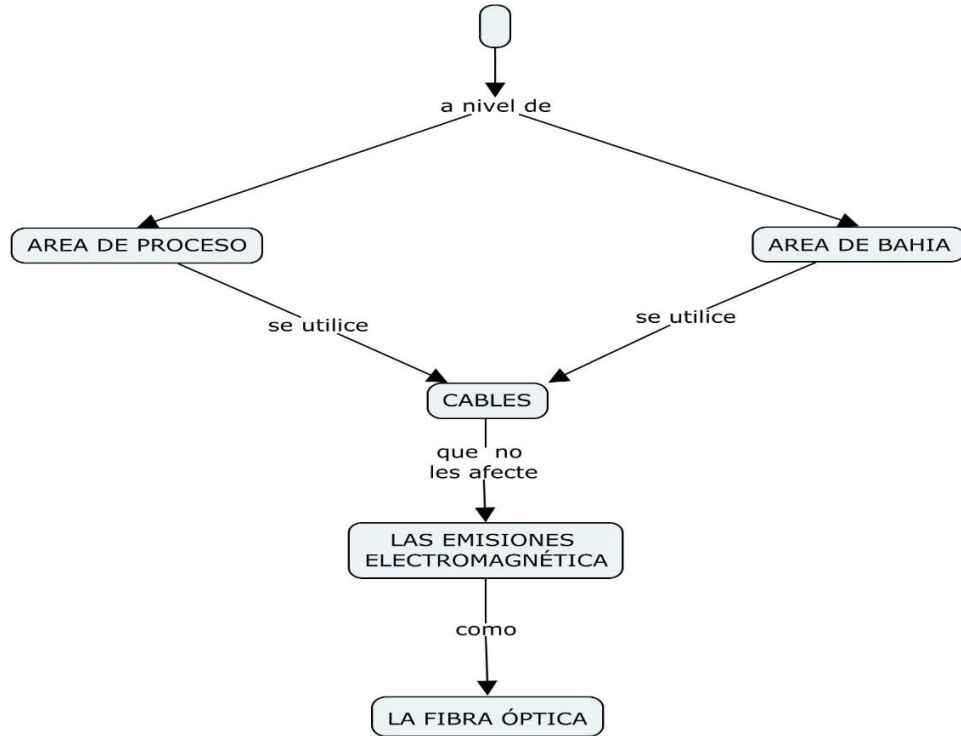 a nivel de
AREA DE PROCESO
AREA DE BAHIA
se utilice
se utilice
CABLES
que no
les afecte
LAS EMISIONES
ELECTROMAGNÉTICA
como
LA FIBRA ÓPTICA